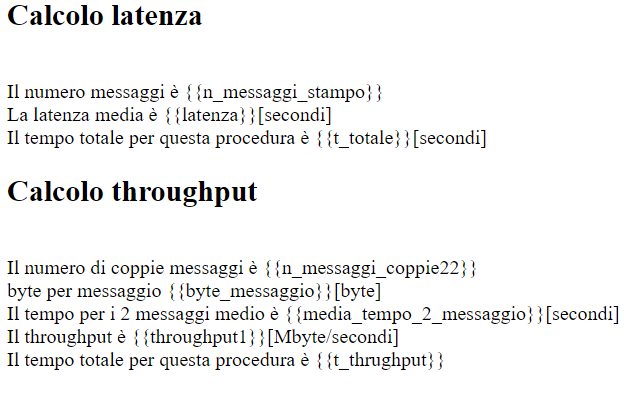 Calcolo latenza
Il numero messaggi è {{n_messaggi_stampo}}
La latenza media è {{latenza}}[secondi]
Il tempo totale per questa procedura è {{t_totale}}[secondi]
Calcolo throughput
Il numero di coppie messaggi è {{n_messaggi_coppie22}}
byte per messaggio {{byte_messaggio}}[byte]
Il tempo per i 2 messaggi medio è {{media_tempo_2_messaggio}}[secondi]
Il throughput è {{throughput1}}[Mbyte/secondi]
Il tempo totale per questa procedura è {{t_thrughput}}